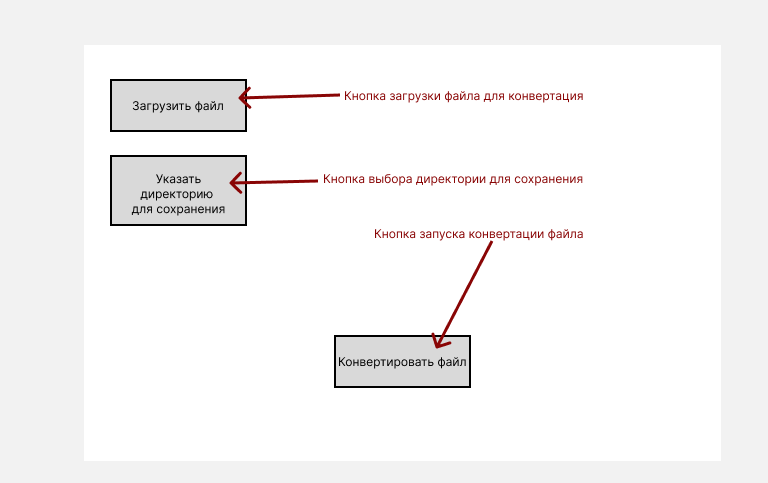 Загрузить файл
Кнопка загрузки файла для конвертация
Указать
директорию
для сохранения
Кнопка выбора директории для сохранения
Кнопка запуска конвертации файла
Конвертировать файл